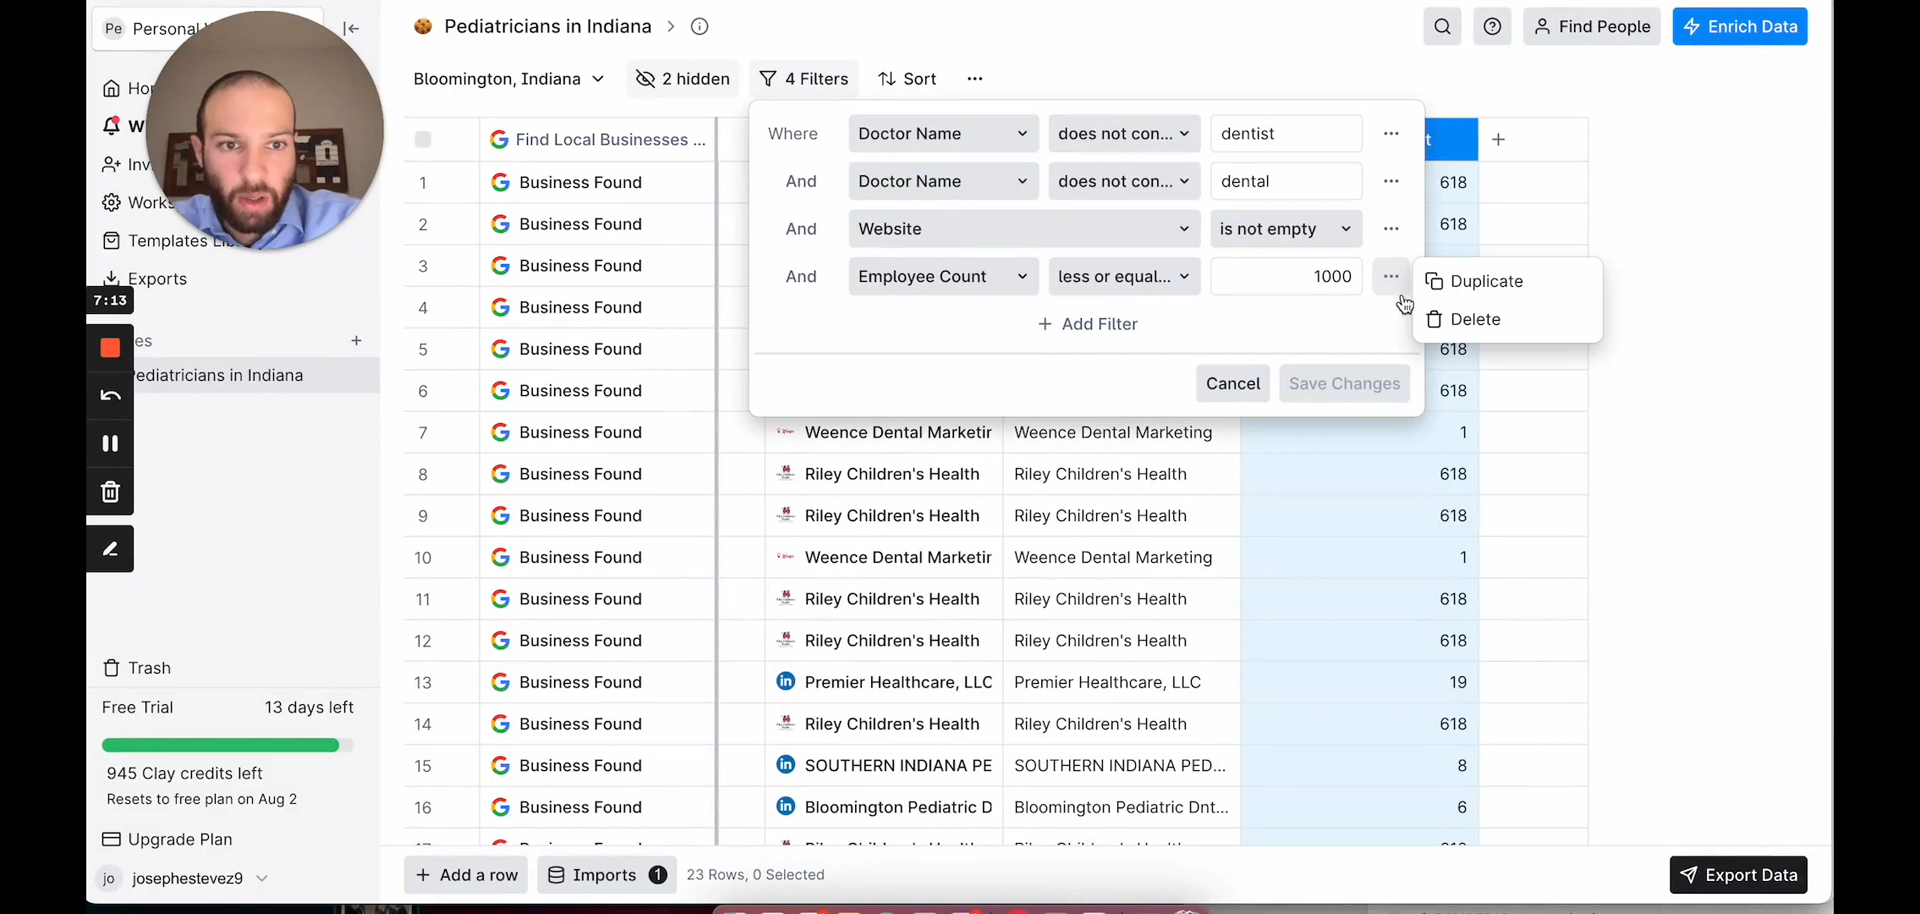 Pe Personal
Pediatricians in Indiana
Find People
Enrich Data
Bloomington, Indiana
2 hidden
4 Filters
Sort
Templates
Exports
7:13
Pediatricians in Indiana
Trash
Free Trial 13 days left
945 Clay credits left
Resets to free plan on Aug 2
Upgrade Plan
jo josephestevez9
Find Local Businesses ...
Where Doctor Name does not con... dentist
And Doctor Name does not con... dental
And Website is not empty
And Employee Count less or equal... 1000
Duplicate
Delete
+ Add Filter
Cancel Save Changes
1 Business Found 618
2 Business Found 618
3 Business Found
4 Business Found
5 Business Found 618
6 Business Found 618
7 Business Found Weence Dental Marketin Weence Dental Marketing 1
8 Business Found Riley Children's Health Riley Children's Health 618
9 Business Found Riley Children's Health Riley Children's Health 618
10 Business Found Weence Dental Marketin Weence Dental Marketing 1
11 Business Found Riley Children's Health Riley Children's Health 618
12 Business Found Riley Children's Health Riley Children's Health 618
13 Business Found Premier Healthcare, LLC Premier Healthcare, LLC 19
14 Business Found Riley Children's Health Riley Children's Health 618
15 Business Found SOUTHERN INDIANA PE SOUTHERN INDIANA PED... 8
16 Business Found Bloomington Pediatric D Bloomington Pediatric Dnt... 6
+ Add a row
Imports 1
23 Rows, 0 Selected
Export Data